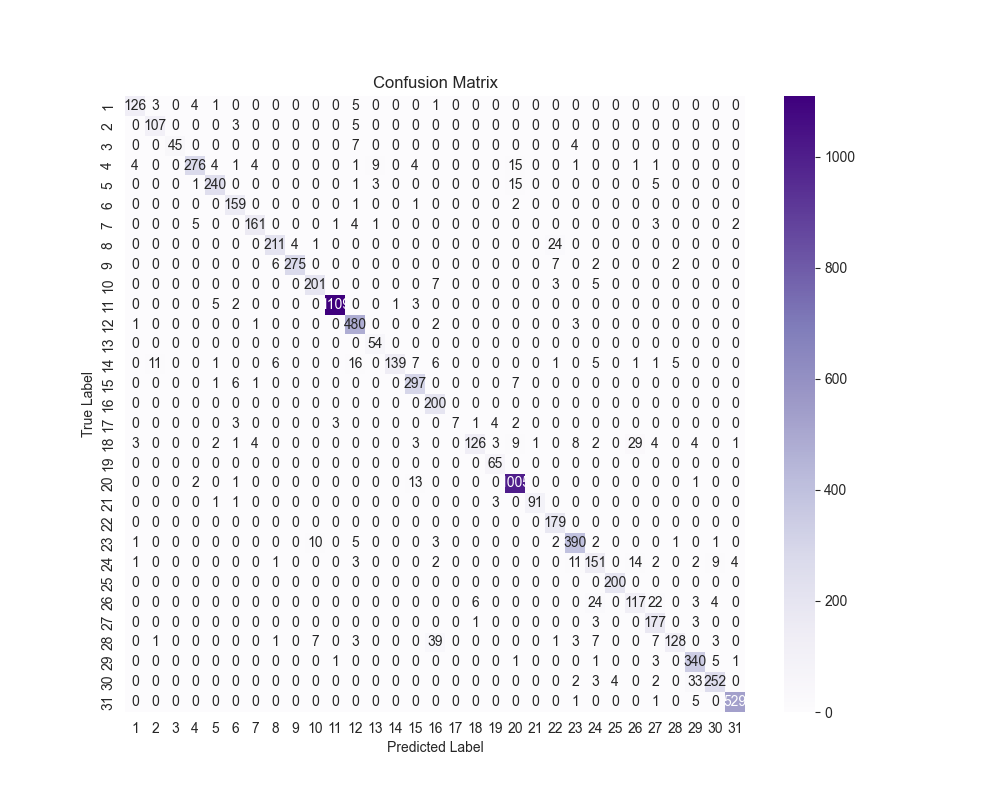 Confusion Matrix
1 126 3 0 4 1 0 0 0 0 0 0 5 0 0 0 1 0 0 0 0 0 0 0 0 0 0 0 0 0 0 0
2 0 107 0 0 0 3 0 0 0 0 0 5 0 0 0 0 0 0 0 0 0 0 0 0 0 0 0 0 0 0 0
3 0 0 45 0 0 0 0 0 0 0 0 7 0 0 0 0 0 0 0 0 0 0 4 0 0 0 0 0 0 0 0
4 4 0 0 276 4 1 4 0 0 0 0 1 9 0 4 0 0 0 0 15 0 0 1 0 0 1 1 0 0 0 0
5 0 0 0 1 240 0 0 0 0 0 0 1 3 0 0 0 0 0 0 15 0 0 0 0 0 0 5 0 0 0 0
6 0 0 0 0 0 159 0 0 0 0 0 1 0 0 1 0 0 0 0 2 0 0 0 0 0 0 0 0 0 0 0
7 0 0 0 5 0 0 161 0 0 0 1 4 1 0 0 0 0 0 0 0 0 0 0 0 0 0 3 0 0 0 2
8 0 0 0 0 0 0 0 211 4 1 0 0 0 0 0 0 0 0 0 0 0 24 0 0 0 0 0 0 0 0 0
9 0 0 0 0 0 0 0 6 275 0 0 0 0 0 0 0 0 0 0 0 0 7 0 2 0 0 0 2 0 0 0
10 0 0 0 0 0 0 0 0 0 201 0 0 0 0 0 7 0 0 0 0 0 3 0 5 0 0 0 0 0 0 0
11 0 0 0 0 5 2 0 0 0 0 109 0 0 1 3 0 0 0 0 0 0 0 0 0 0 0 0 0 0 0 0
12 1 0 0 0 0 0 1 0 0 0 0 480 0 0 0 2 0 0 0 0 0 0 3 0 0 0 0 0 0 0 0
13 0 0 0 0 0 0 0 0 0 0 0 0 54 0 0 0 0 0 0 0 0 0 0 0 0 0 0 0 0 0 0
14 0 11 0 0 1 0 0 6 0 0 0 16 0 139 7 6 0 0 0 0 0 1 0 5 0 1 1 5 0 0 0
15 0 0 0 0 1 6 1 0 0 0 0 0 0 0 297 0 0 0 0 7 0 0 0 0 0 0 0 0 0 0 0
16 0 0 0 0 0 0 0 0 0 0 0 0 0 0 0 200 0 0 0 0 0 0 0 0 0 0 0 0 0 0 0
17 0 0 0 0 0 3 0 0 0 0 3 0 0 0 0 0 7 1 4 2 0 0 0 0 0 0 0 0 0 0 0
18 3 0 0 0 2 1 4 0 0 0 0 0 0 0 3 0 0 126 3 9 1 0 8 2 0 29 4 0 4 0 1
19 0 0 0 0 0 0 0 0 0 0 0 0 0 0 0 0 0 0 65 0 0 0 0 0 0 0 0 0 0 0 0
20 0 0 0 2 0 1 0 0 0 0 0 0 0 0 13 0 0 0 0 005 0 0 0 0 0 0 0 0 1 0 0
21 0 0 0 0 1 1 0 0 0 0 0 0 0 0 0 0 0 0 3 0 91 0 0 0 0 0 0 0 0 0 0
22 0 0 0 0 0 0 0 0 0 0 0 0 0 0 0 0 0 0 0 0 0 179 0 0 0 0 0 0 0 0 0
23 1 0 0 0 0 0 0 0 0 10 0 5 0 0 0 3 0 0 0 0 0 2 390 2 0 0 0 1 0 1 0
24 1 0 0 0 0 0 0 1 0 0 0 3 0 0 0 2 0 0 0 0 0 0 11 151 0 14 2 0 2 9 4
25 0 0 0 0 0 0 0 0 0 0 0 0 0 0 0 0 0 0 0 0 0 0 0 0 200 0 0 0 0 0 0
26 0 0 0 0 0 0 0 0 0 0 0 0 0 0 0 0 0 6 0 0 0 0 0 24 0 117 22 0 3 4 0
27 0 0 0 0 0 0 0 0 0 0 0 0 0 0 0 0 0 1 0 0 0 0 0 3 0 0 177 0 3 0 0
28 0 1 0 0 0 0 0 1 0 7 0 3 0 0 0 39 0 0 0 0 0 1 3 7 0 0 7 128 0 3 0
29 0 0 0 0 0 0 0 0 0 0 1 0 0 0 0 0 0 0 0 1 0 0 0 1 0 0 3 0 340 5 1
30 0 0 0 0 0 0 0 0 0 0 0 0 0 0 0 0 0 0 0 0 0 0 2 3 4 0 2 0 33 252 0
31 0 0 0 0 0 0 0 0 0 0 0 0 0 0 0 0 0 0 0 0 0 0 1 0 0 0 1 0 5 0 529
1 2 3 4 5 6 7 8 9 10 11 12 13 14 15 16 17 18 19 20 21 22 23 24 25 26 27 28 29 30 31
Predicted Label
True Label
1000
800
600
400
200
0